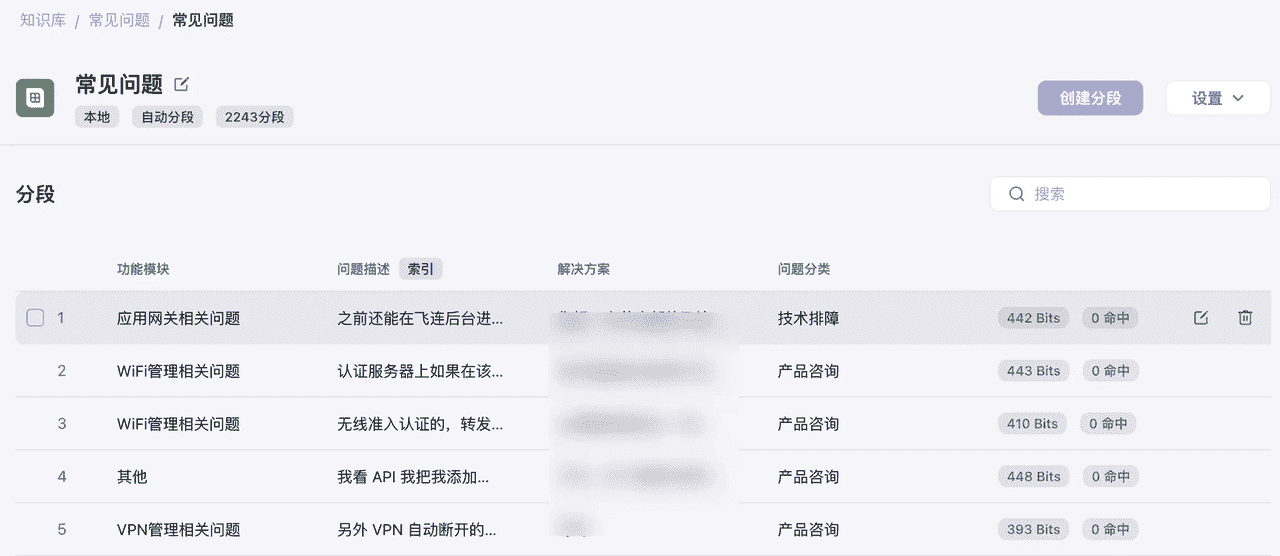 知识库 / 常见问题 / 常见问题
常见问题
本地 自动分段 2243分段
创建分段 设置
分段
搜索
功能模块 问题描述 索引 解决方案 问题分类
1 应用网关相关问题 之前还能在飞连后台进... 技术排障 442 Bits 0 命中
2 WiFi管理相关问题 认证服务器上如果在该... 产品咨询 443 Bits 0 命中
3 WiFi管理相关问题 无线准入认证的，转发... 产品咨询 410 Bits 0 命中
4 其他 我看 API 我把我添加... 产品咨询 448 Bits 0 命中
5 VPN管理相关问题 另外 VPN 自动断开的... 产品咨询 393 Bits 0 命中